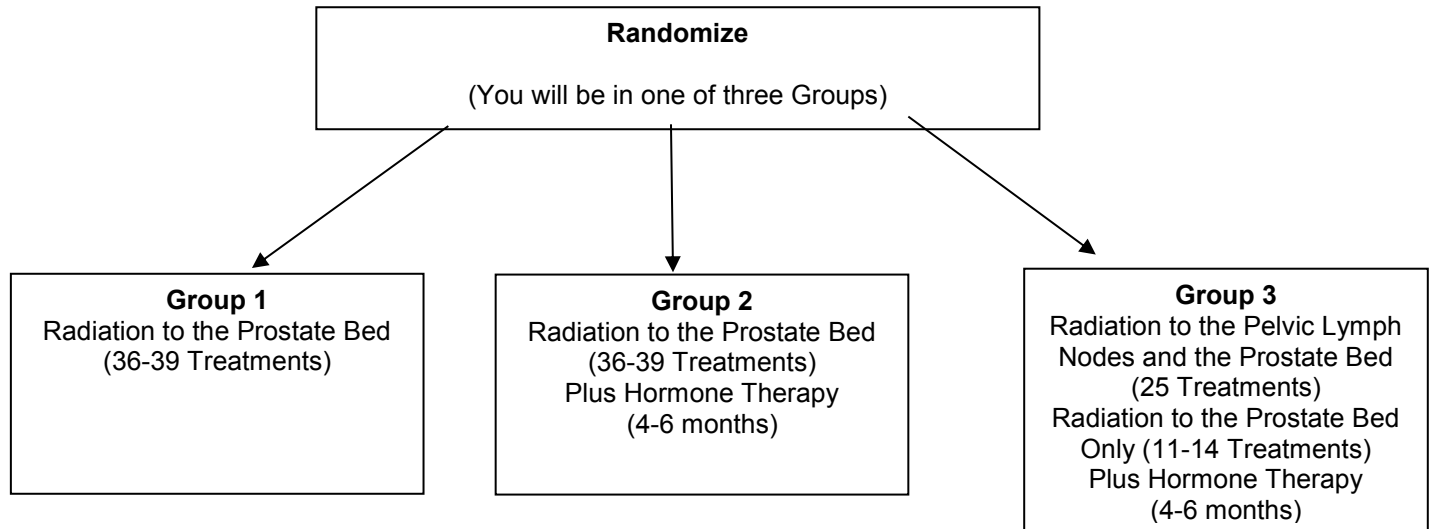 Randomize
(You will be in one of three Groups)
Group 1
Radiation to the Prostate Bed
(36-39 Treatments)
Group 2
Radiation to the Prostate Bed
(36-39 Treatments)
Plus Hormone Therapy
(4-6 months)
Group 3
Radiation to the Pelvic Lymph
Nodes and the Prostate Bed
(25 Treatments)
Radiation to the Prostate Bed
Only (11-14 Treatments)
Plus Hormone Therapy
(4-6 months)